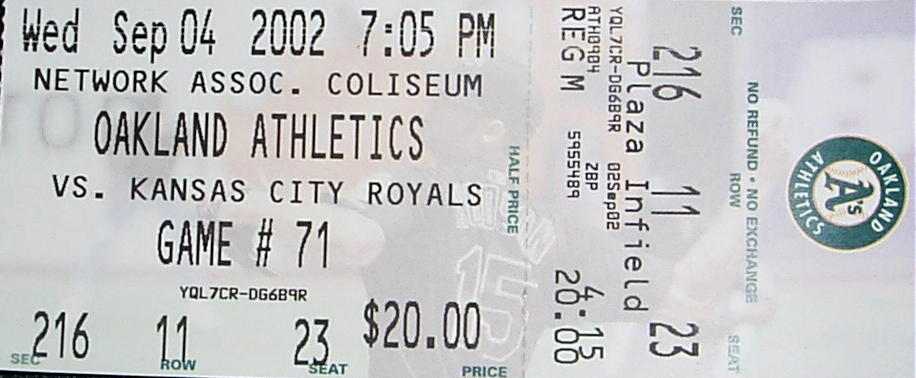 Wed Sep 04 2002 7:05 PM
NETWORK ASSOC. COLISEUM
OAKLAND ATHLETICS
VS. KANSAS CITY ROYALS
GAME # 71
YQL7CR-DG6B9R
216 11 23 $20.00
SEC ROW SEAT PRICE
HALF PRICE
15
REG M 5955489 20.00
ATH0904 ZBP 4.15
YQL7CR-DG6B9R 02Sep02
Plaza Infield
216 11 23
SEC ROW SEAT
NO REFUND • NO EXCHANGE
OAKLAND
A's
ATHLETICS